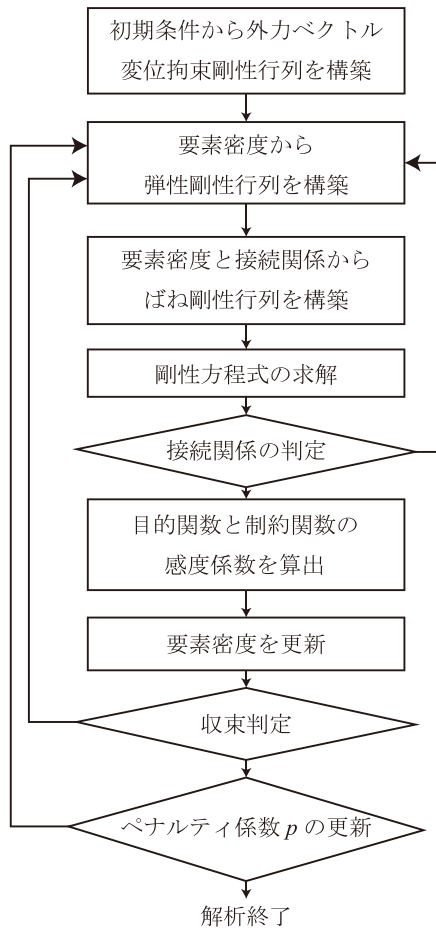 初期条件から外力ベクトル
変位拘束剛性行列を構築
要素密度から
弾性剛性行列を構築
要素密度と接続関係から
ばね剛性行列を構築
剛性方程式の求解
接続関係の判定
目的関数と制約関数の
感度係数を算出
要素密度を更新
収束判定
ペナルティ係数 p の更新
解析終了